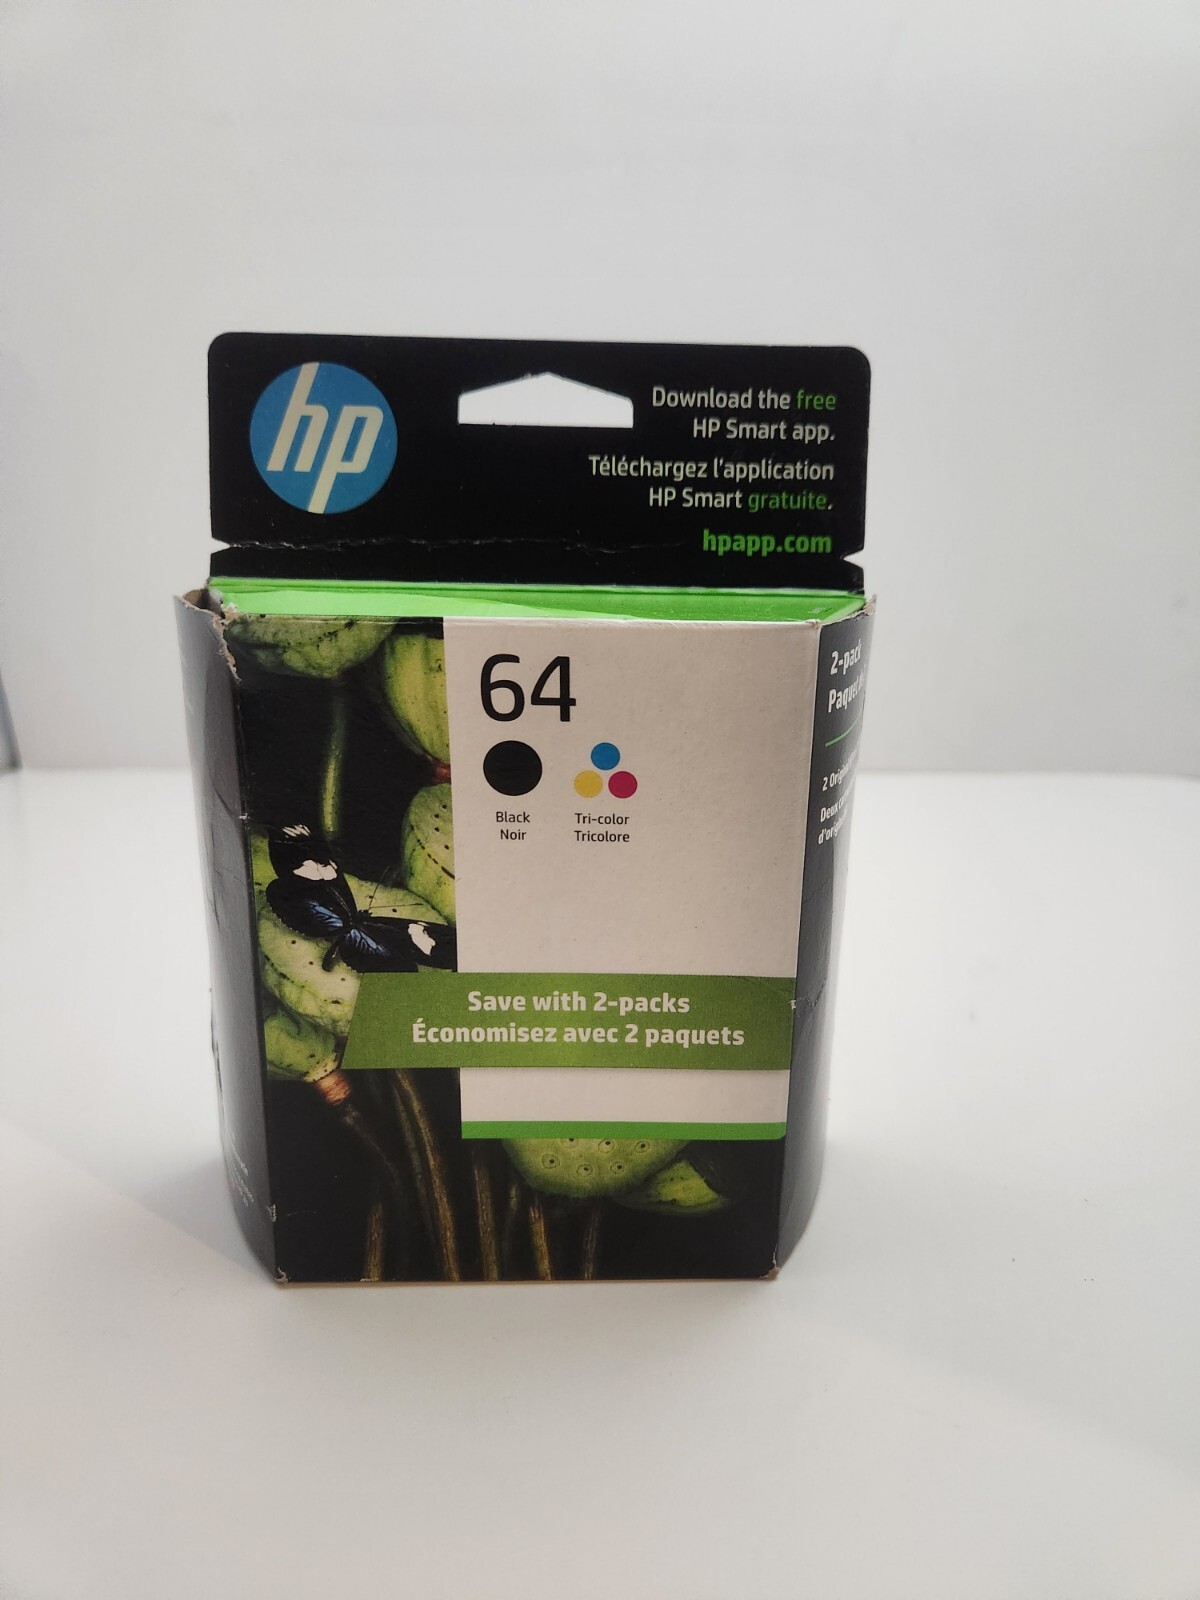 hp
Download the free
HP Smart app.
Téléchargez l'application
HP Smart gratuite.
hpapp.com
64
Black
Noir
Tri-color
Tricolore
Save with 2-packs
Économisez avec 2 paquets
2-pack
2